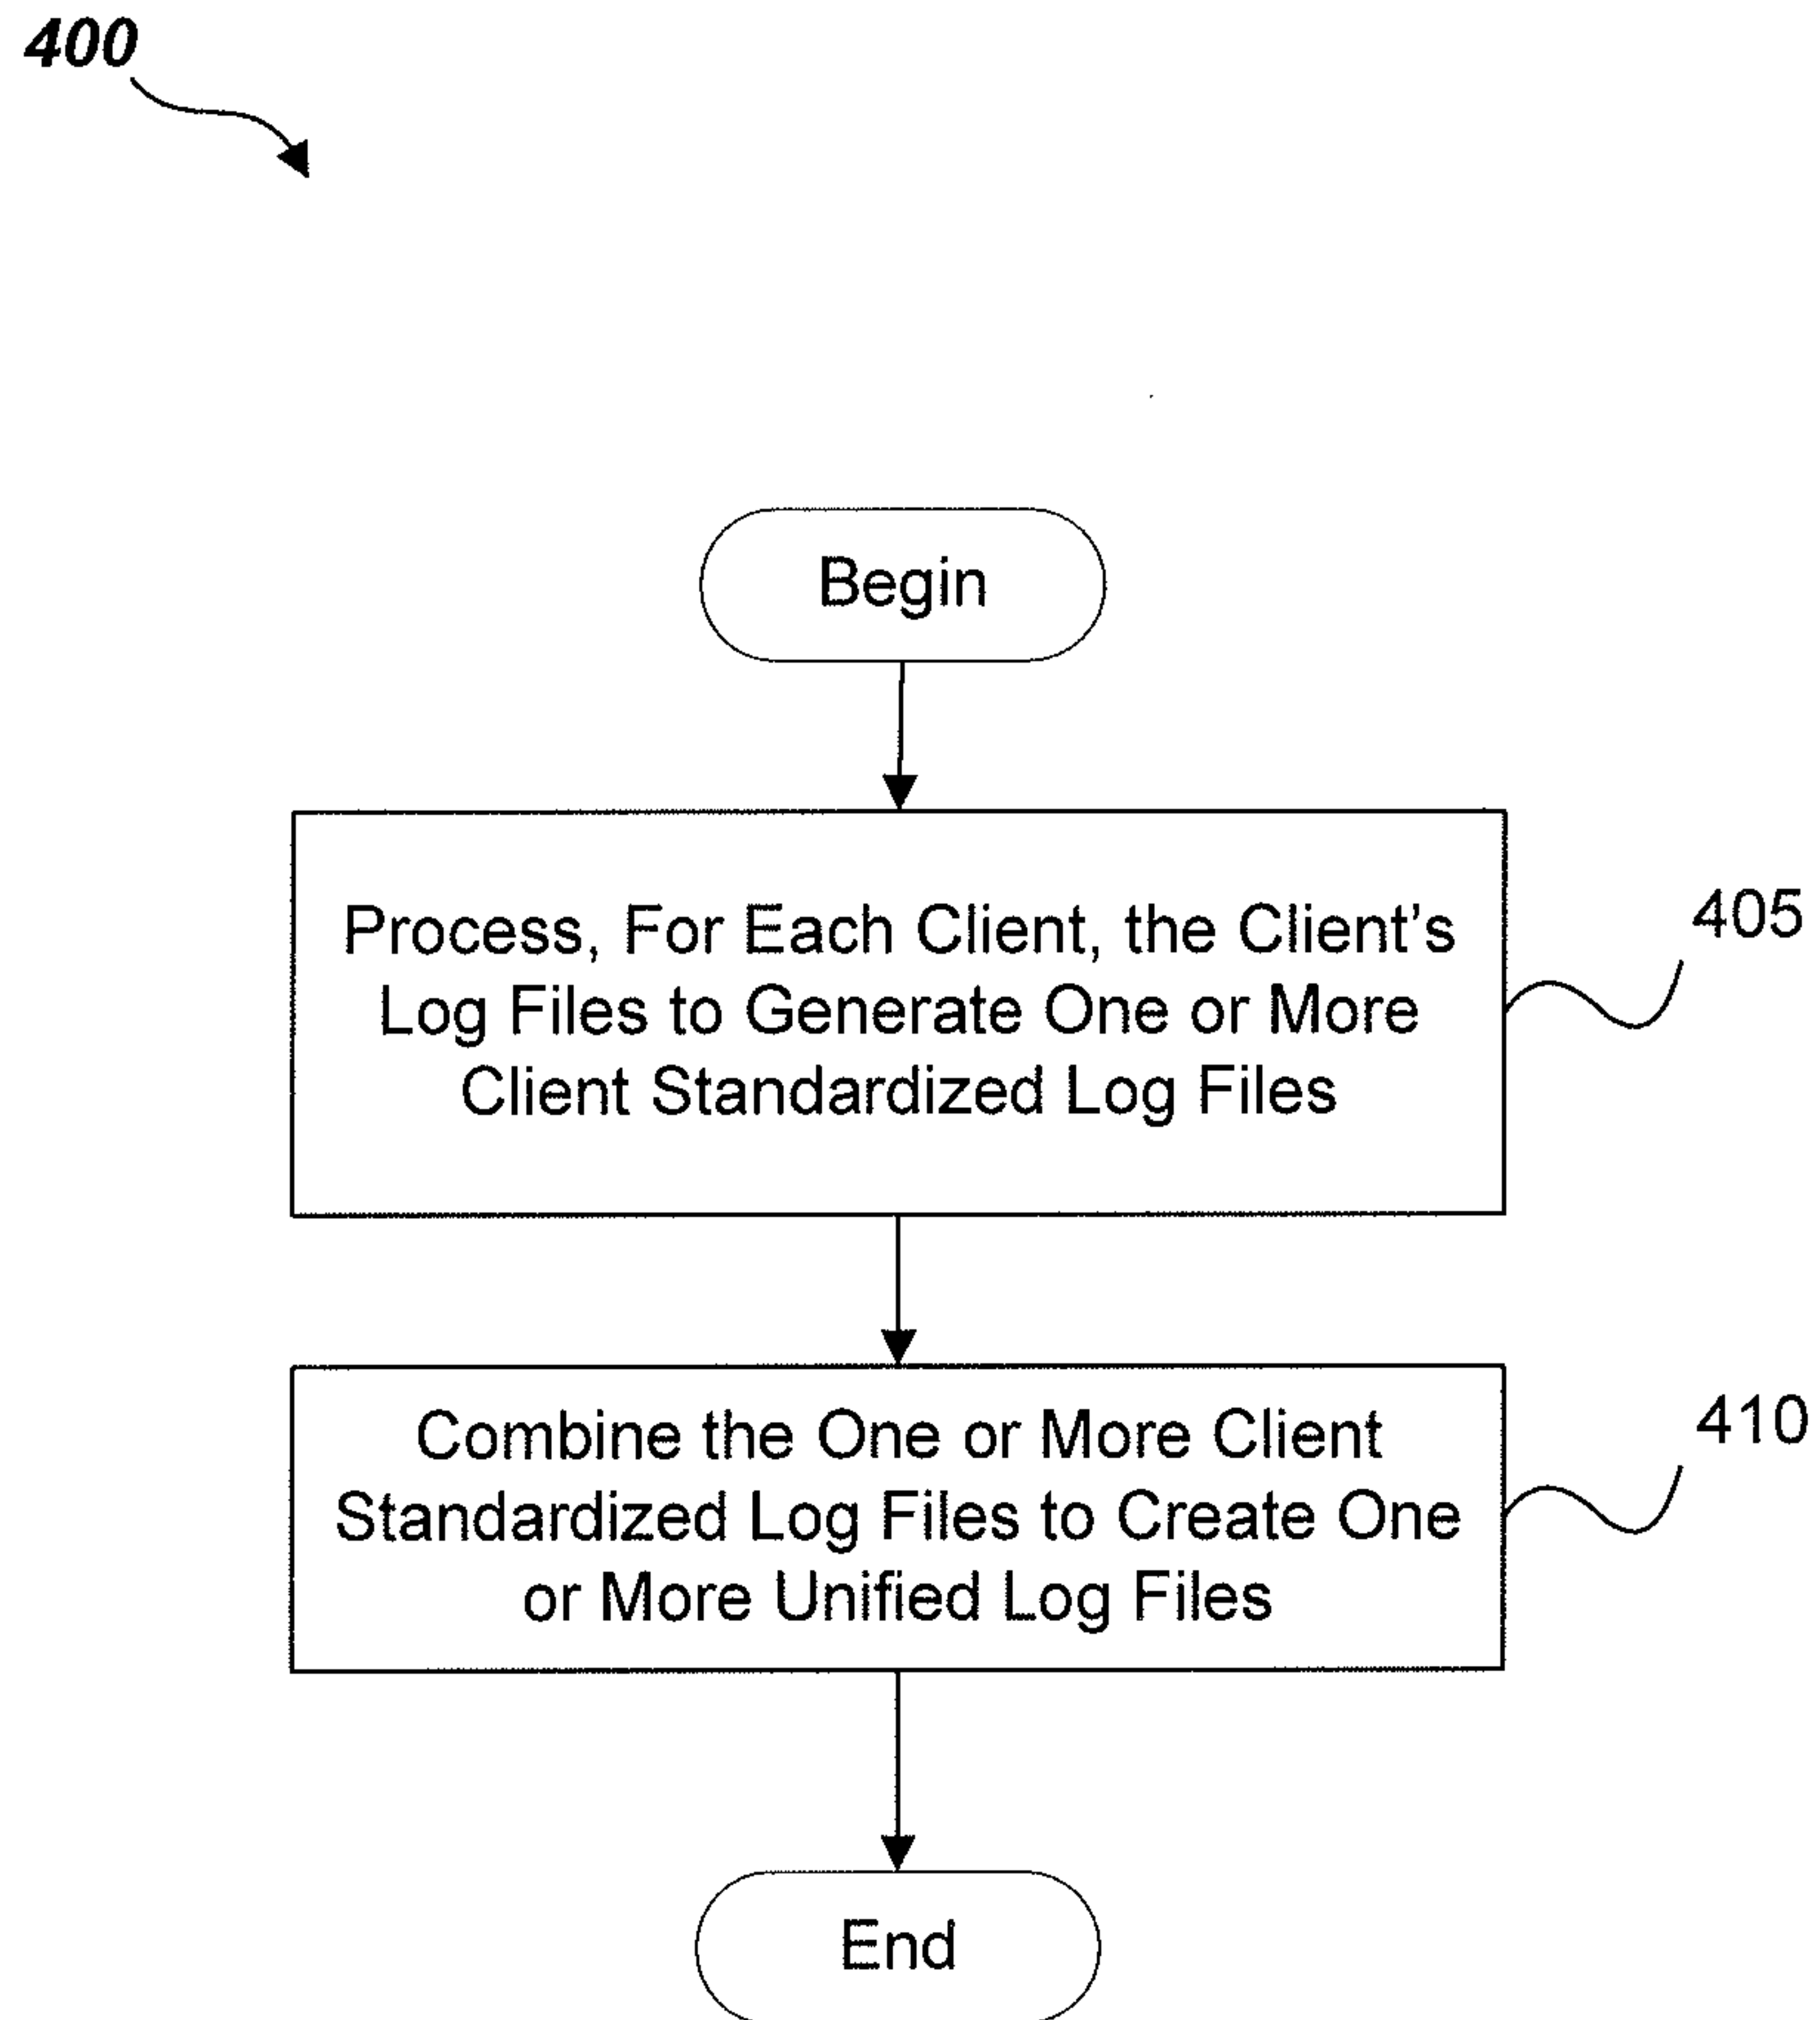 400
Begin
Process, For Each Client, the Client's
Log Files to Generate One or More
Client Standardized Log Files
405
Combine the One or More Client
Standardized Log Files to Create One
or More Unified Log Files
410
End